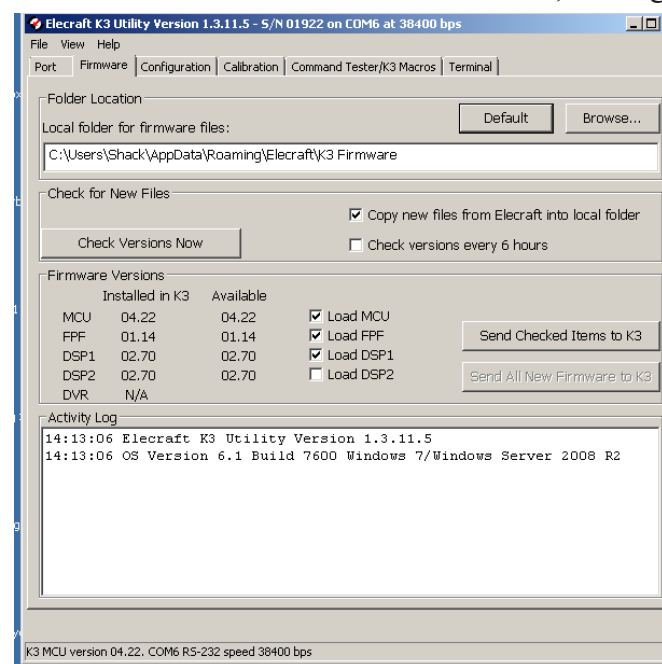 Elecraft K3 Utility Version 1.3.11.5 - S/N 01922 on COM6 at 38400 bps
File View Help
Port Firmware Configuration Calibration Command Tester/K3 Macros Terminal
Folder Location
Default Browse...
Local folder for firmware files:
C:\Users\Shack\AppData\Roaming\Elecraft\K3 Firmware
Check for New Files
Copy new files from Elecraft into local folder
Check Versions Now Check versions every 6 hours
Firmware Versions
Installed in K3 Available
MCU 04.22 04.22 Load MCU
FPF 01.14 01.14 Load FPF Send Checked Items to K3
DSP1 02.70 02.70 Load DSP1
DSP2 02.70 02.70 Load DSP2 Send All New Firmware to K3
DVR N/A
Activity Log
14:13:06 Elecraft K3 Utility Version 1.3.11.5
14:13:06 OS Version 6.1 Build 7600 Windows 7/Windows Server 2008 R2
K3 MCU version 04.22. COM6 RS-232 speed 38400 bps